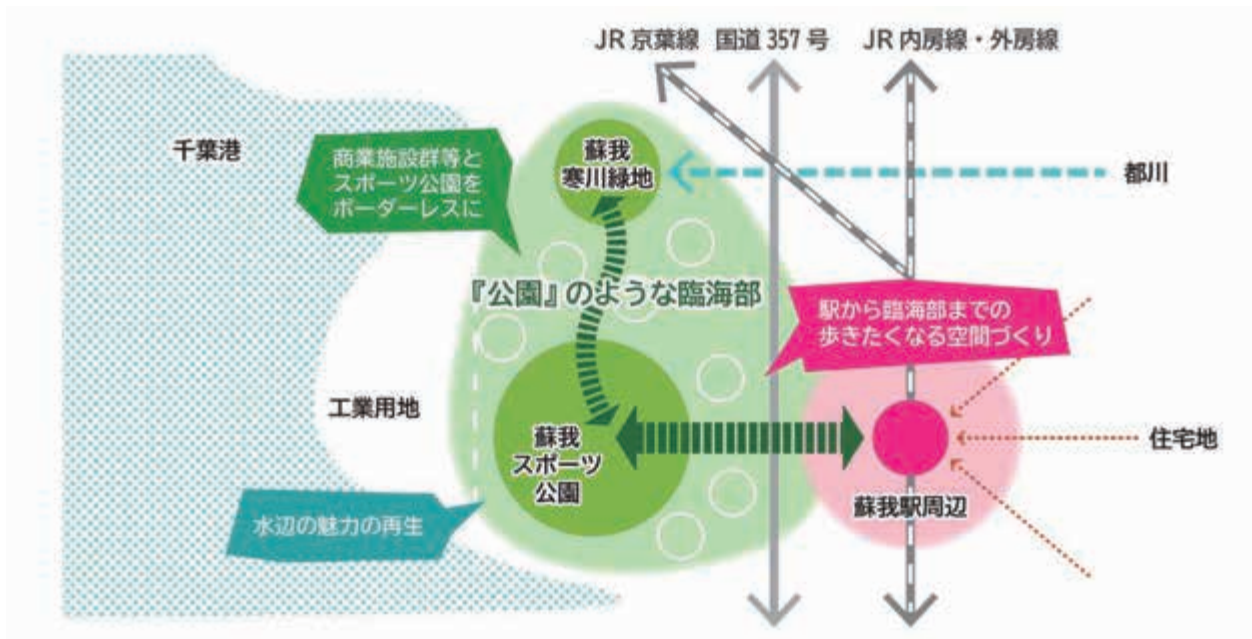 JR 京葉線 国道 357 号 JR 内房線・外房線
千葉港
商業施設群等と
スポーツ公園を
ボーダーレスに
蘇我
寒川緑地
都川
『公園』のような臨海部
駅から臨海部までの
歩きたくなる空間づくり
工業用地
蘇我
スポーツ
公園
住宅地
蘇我駅周辺
水辺の魅力の再生